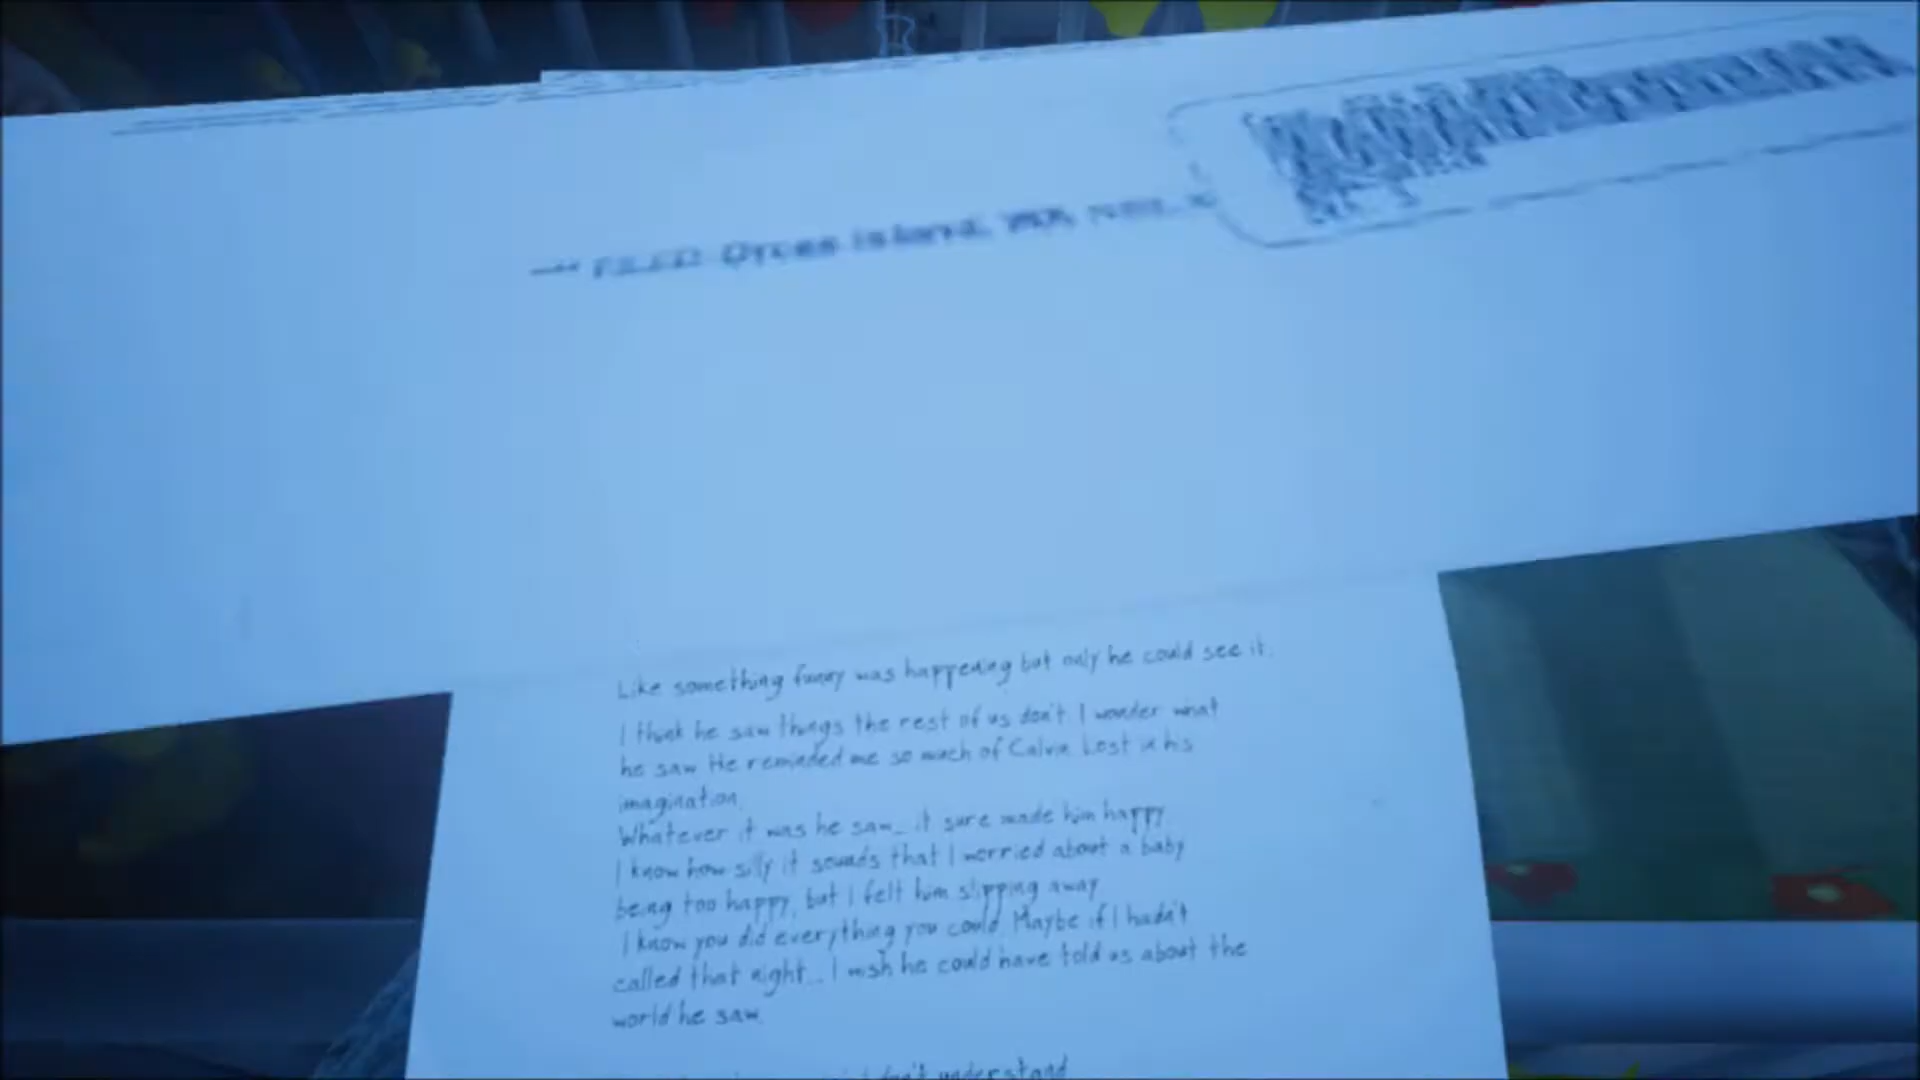 Orcas Island,
Like something funny was happening but only he could see it.
I think he saw things the rest of us don't. I wonder what
he saw. He reminded me so much of Calvin. Lost in his
imagination.
Whatever it was he saw... it sure made him happy.
I know how silly it sounds that I worried about a baby
being too happy, but I felt him slipping away.
I know you did everything you could. Maybe if I hadn't
called that night... I wish he could have told us about the
world he saw.
don't understand